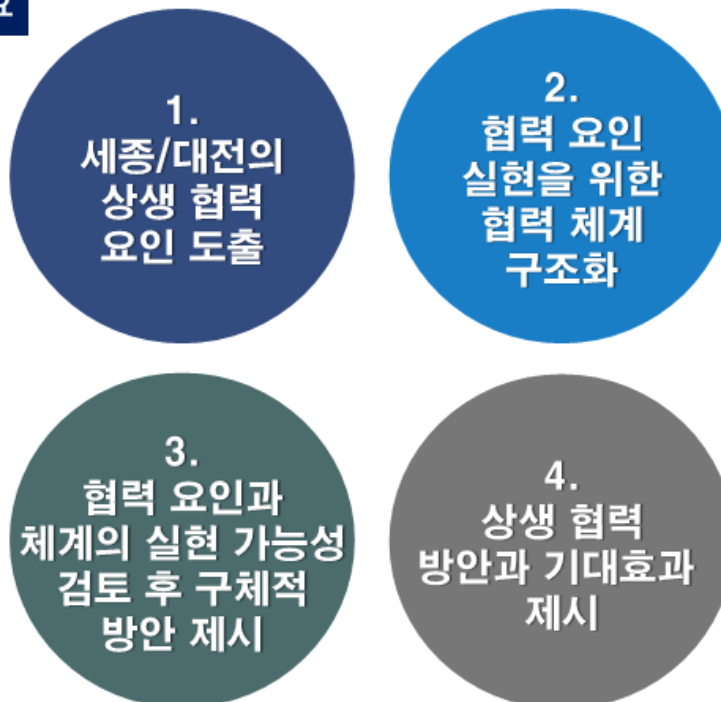 요
1.
세종/대전의
상생 협력
요인 도출
2.
협력 요인
실현을 위한
협력 체계
구조화
3.
협력 요인과
체계의 실현 가능성
검토 후 구체적
방안 제시
4.
상생 협력
방안과 기대효과
제시